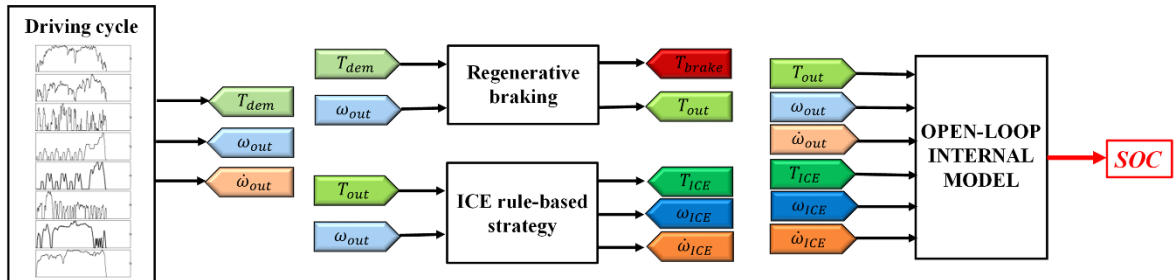 Driving cycle
T_dem
ω_out
ω̇_out
T_dem
ω_out
Regenerative
braking
T_brake
T_out
T_out
ω_out
ICE rule-based
strategy
T_ICE
ω_ICE
ω̇_ICE
T_out
ω_out
ω̇_out
T_ICE
ω_ICE
ω̇_ICE
OPEN-LOOP
INTERNAL
MODEL
SOC